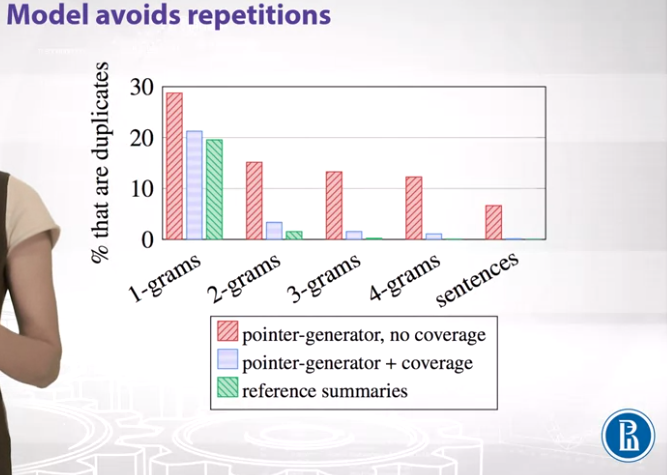 Model avoids repetitions
% that are duplicates
30
20
10
0
1-grams
2-grams
3-grams
4-grams
sentences
pointer-generator, no coverage
pointer-generator + coverage
reference summaries